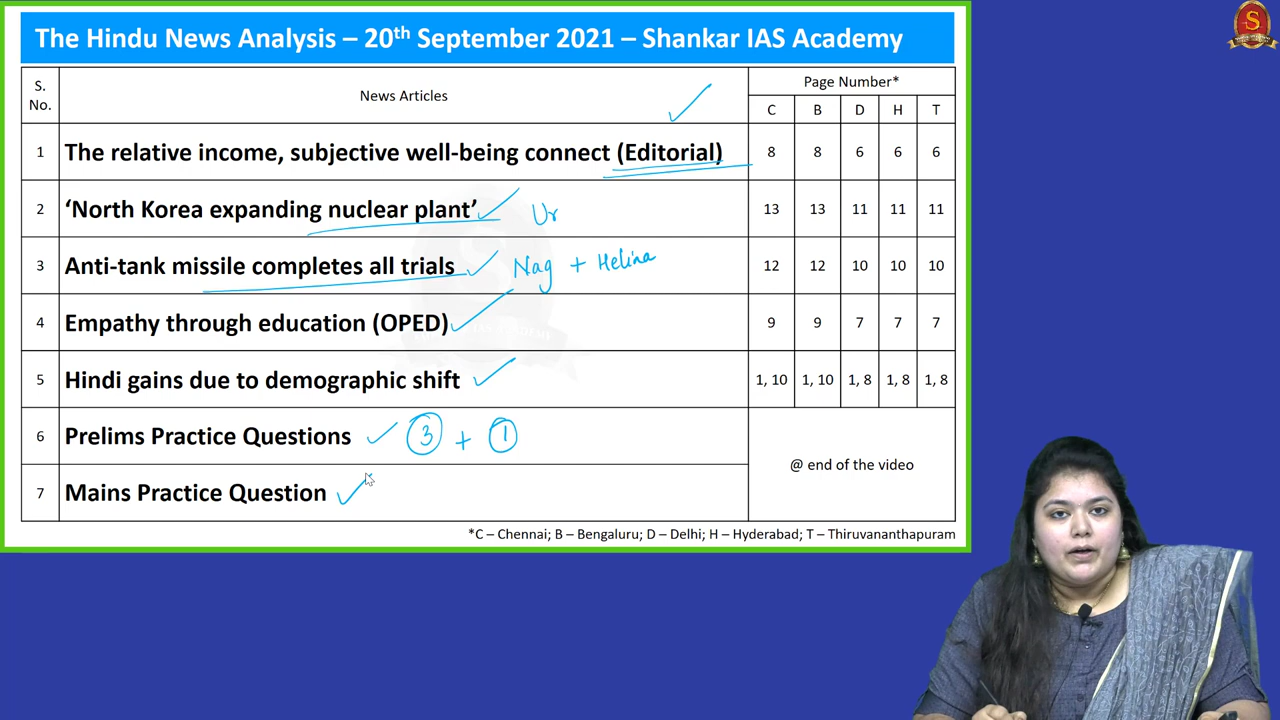 The Hindu News Analysis – 20th September 2021 – Shankar IAS Academy
S. No. News Articles Page Number*
C B D H T
1 The relative income, subjective well-being connect (Editorial) 8 8 6 6 6
2 ‘North Korea expanding nuclear plant’ Ur 13 13 11 11 11
3 Anti-tank missile completes all trials Nag + Helina 12 12 10 10 10
4 Empathy through education (OPED) 9 9 7 7 7
5 Hindi gains due to demographic shift 1, 10 1, 10 1, 8 1, 8 1, 8
6 Prelims Practice Questions 3 + 1
@ end of the video
7 Mains Practice Question
*C – Chennai; B – Bengaluru; D – Delhi; H – Hyderabad; T – Thiruvananthapuram
S